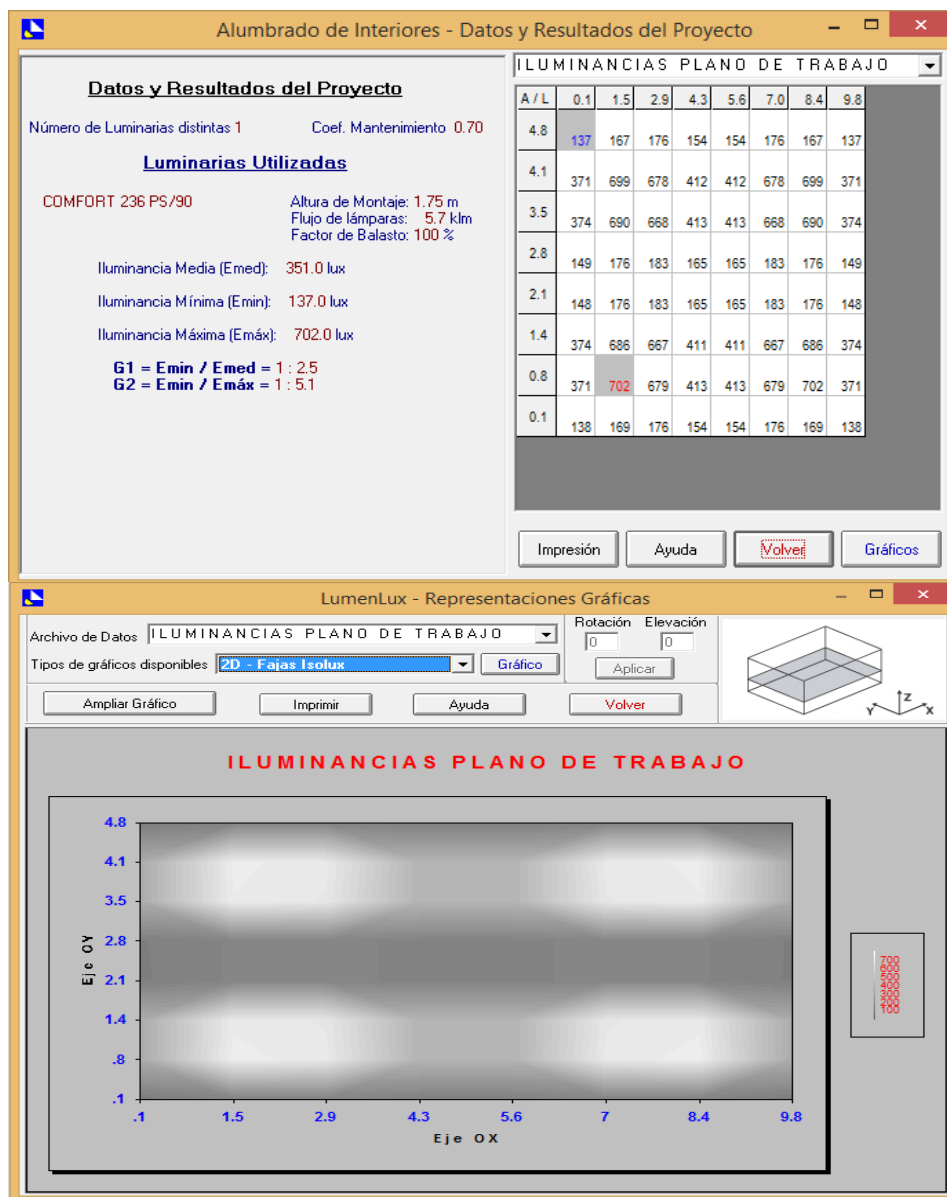 Alumbrado de Interiores - Datos y Resultados del Proyecto
Datos y Resultados del Proyecto
Número de Luminarias distintas 1 Coef. Mantenimiento 0.70
Luminarias Utilizadas
COMFORT 236 PS/90
Altura de Montaje: 1.75 m
Flujo de lámparas: 5.7 klm
Factor de Balasto: 100 %
Iluminancia Media (Emed): 351.0 lux
Iluminancia Mínima (Emin): 137.0 lux
Iluminancia Máxima (Emáx): 702.0 lux
G1 = Emin / Emed = 1 : 2.5
G2 = Emin / Emáx = 1 : 5.1
ILUMINANCIAS PLANO DE TRABAJO
A / L 0.1 1.5 2.9 4.3 5.6 7.0 8.4 9.8
4.8 137 167 176 154 154 176 167 137
4.1 371 699 678 412 412 678 699 371
3.5 374 690 668 413 413 668 690 374
2.8 149 176 183 165 165 183 176 149
2.1 148 176 183 165 165 183 176 148
1.4 374 686 667 411 411 667 686 374
0.8 371 702 679 413 413 679 702 371
0.1 138 169 176 154 154 176 169 138
Impresión Ayuda Volver Gráficos
LumenLux - Representaciones Gráficas
Archivo de Datos ILUMINANCIAS PLANO DE TRABAJO
Tipos de gráficos disponibles 2D - Fajas Isolux Gráfico
Rotación Elevación
0 0
Aplicar
Ampliar Gráfico Imprimir Ayuda Volver
Z
Y X
ILUMINANCIAS PLANO DE TRABAJO
Eje OY
4.8
4.1
3.5
2.8
2.1
1.4
.8
.1
.1 1.5 2.9 4.3 5.6 7 8.4 9.8
Eje OX
700
600
500
400
300
200
100